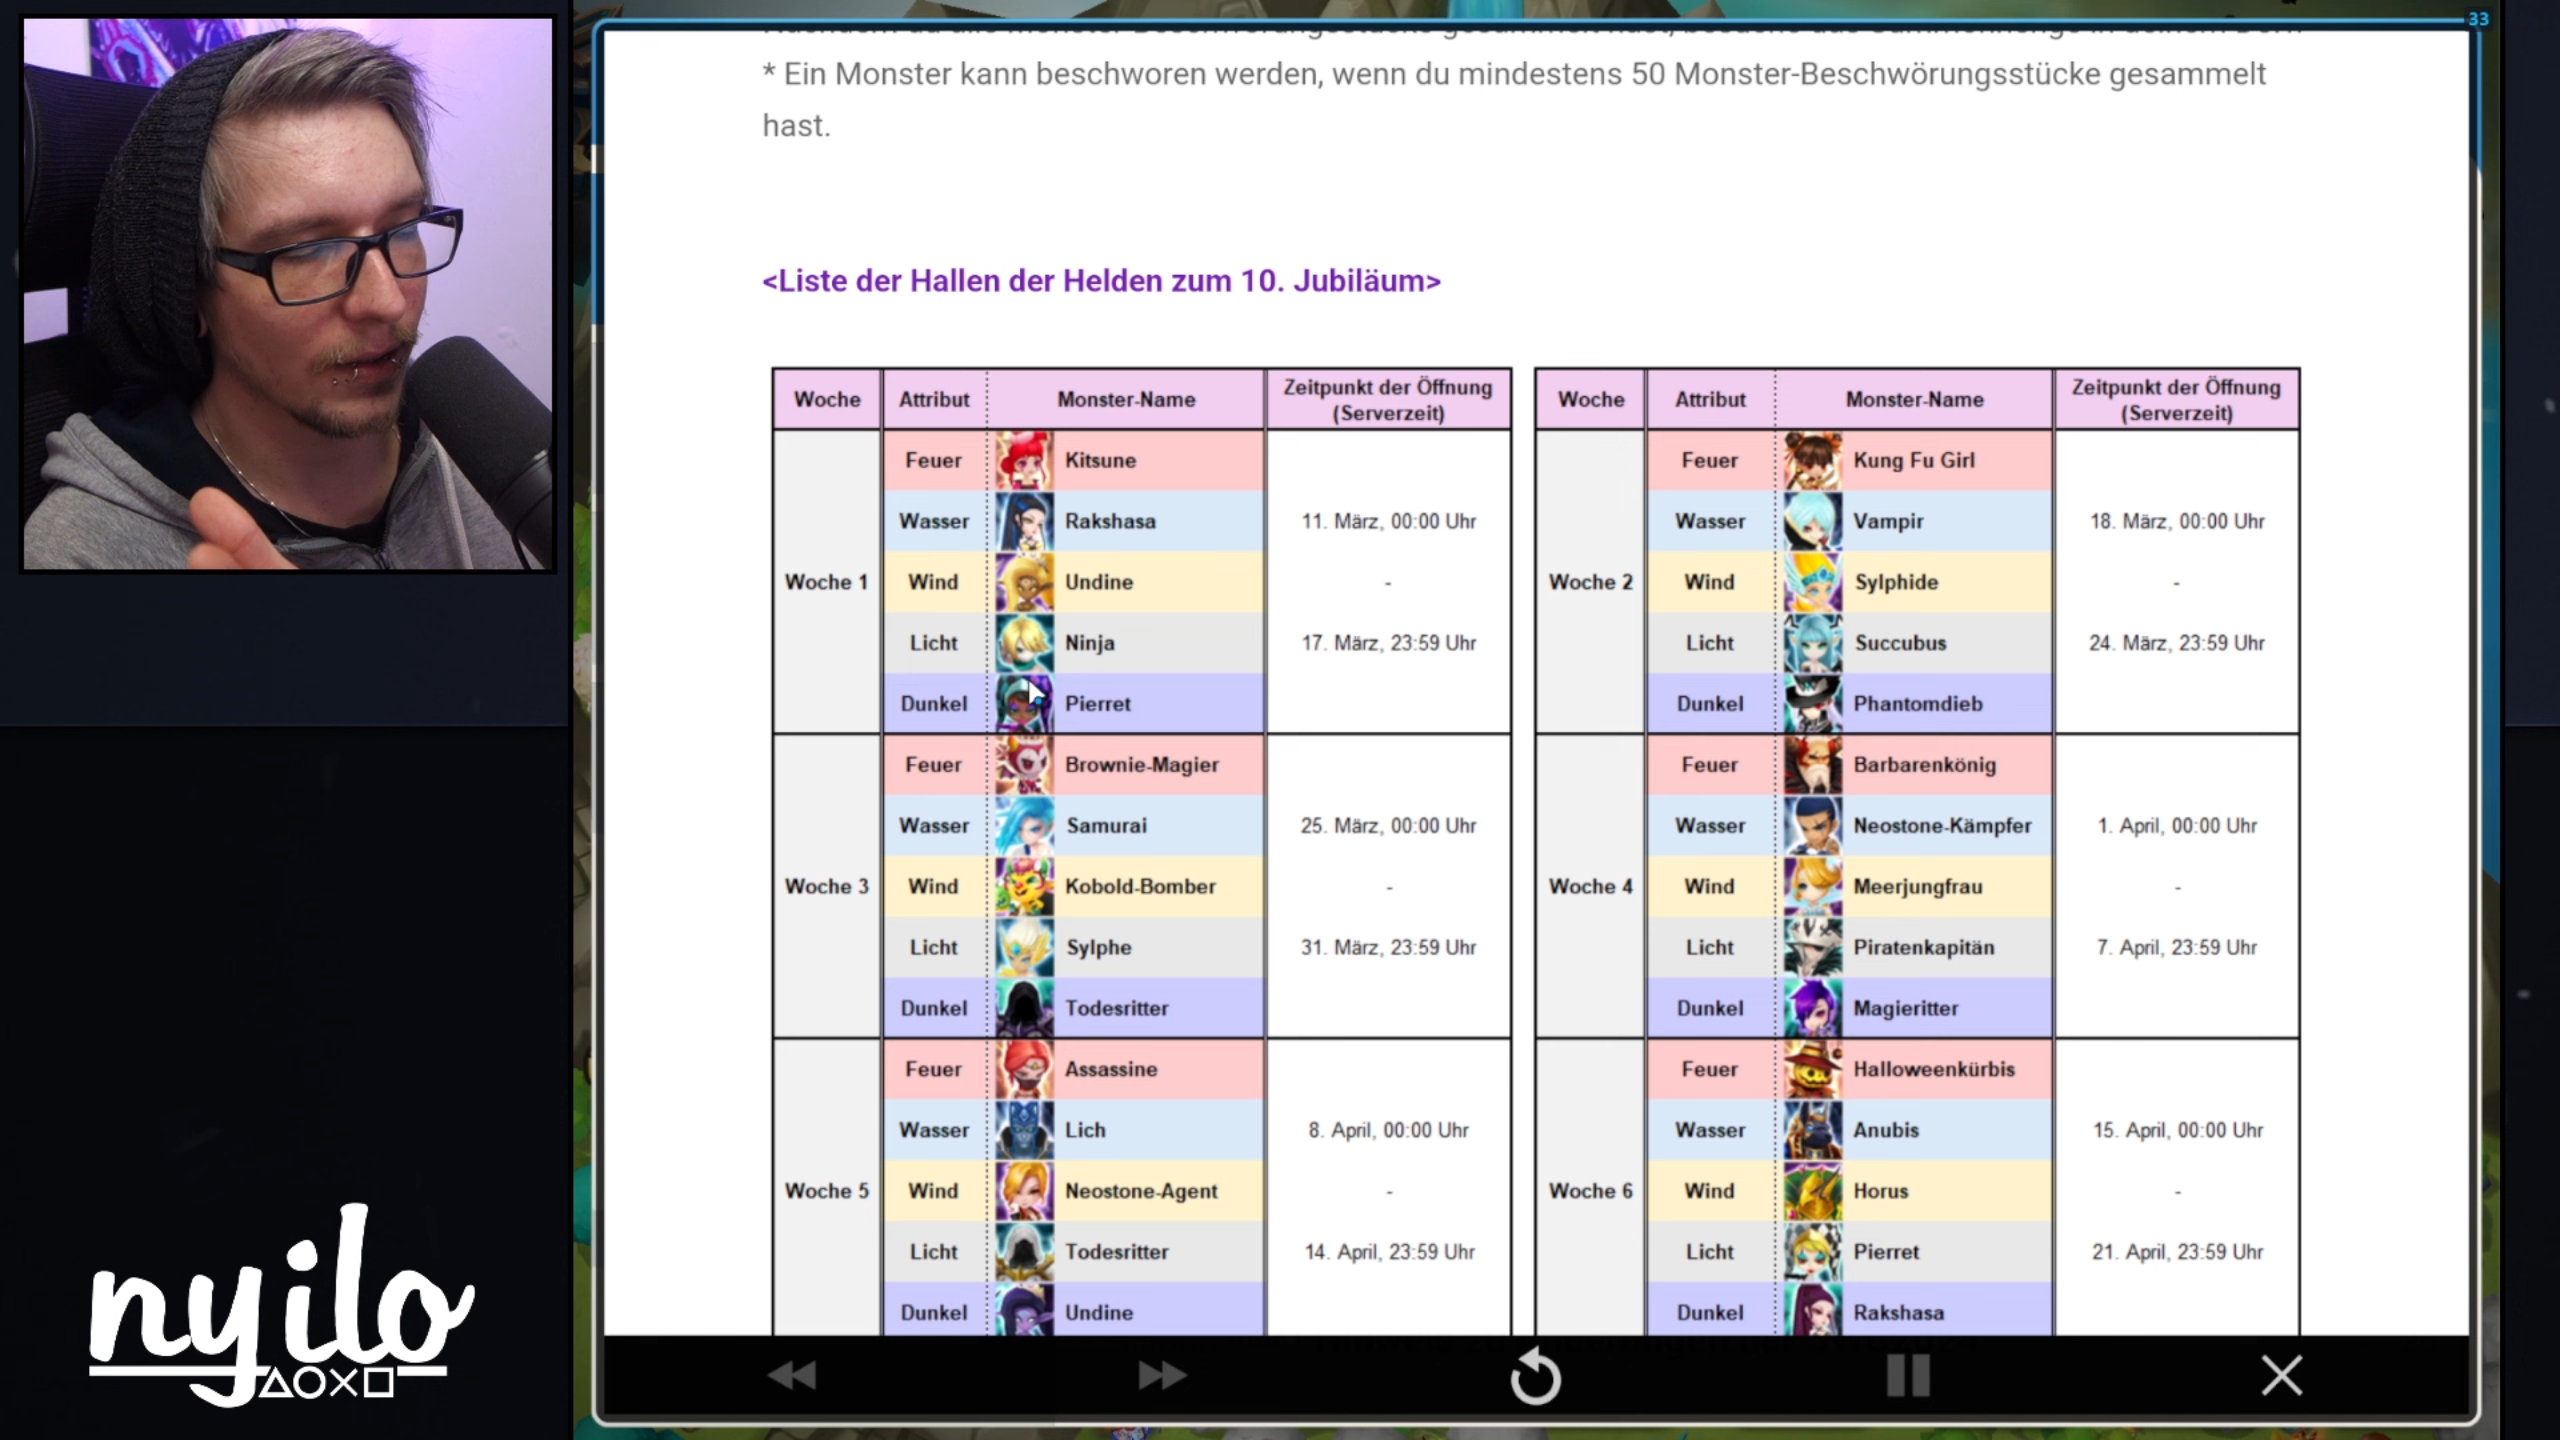 33
* Ein Monster kann beschworen werden, wenn du mindestens 50 Monster-Beschwörungsstücke gesammelt
hast.
<Liste der Hallen der Helden zum 10. Jubiläum>
Woche Attribut Monster-Name Zeitpunkt der Öffnung (Serverzeit)
Woche 1
Feuer Kitsune
Wasser Rakshasa
Wind Undine
Licht Ninja
Dunkel Pierret
11. März, 00:00 Uhr
-
17. März, 23:59 Uhr
Woche 3
Feuer Brownie-Magier
Wasser Samurai
Wind Kobold-Bomber
Licht Sylphe
Dunkel Todesritter
25. März, 00:00 Uhr
-
31. März, 23:59 Uhr
Woche 5
Feuer Assassine
Wasser Lich
Wind Neostone-Agent
Licht Todesritter
Dunkel Undine
8. April, 00:00 Uhr
-
14. April, 23:59 Uhr
Woche Attribut Monster-Name Zeitpunkt der Öffnung (Serverzeit)
Woche 2
Feuer Kung Fu Girl
Wasser Vampir
Wind Sylphide
Licht Succubus
Dunkel Phantomdieb
18. März, 00:00 Uhr
-
24. März, 23:59 Uhr
Woche 4
Feuer Barbarenkönig
Wasser Neostone-Kämpfer
Wind Meerjungfrau
Licht Piratenkapitän
Dunkel Magieritter
1. April, 00:00 Uhr
-
7. April, 23:59 Uhr
Woche 6
Feuer Halloweenkürbis
Wasser Anubis
Wind Horus
Licht Pierret
Dunkel Rakshasa
15. April, 00:00 Uhr
-
21. April, 23:59 Uhr
nyilo